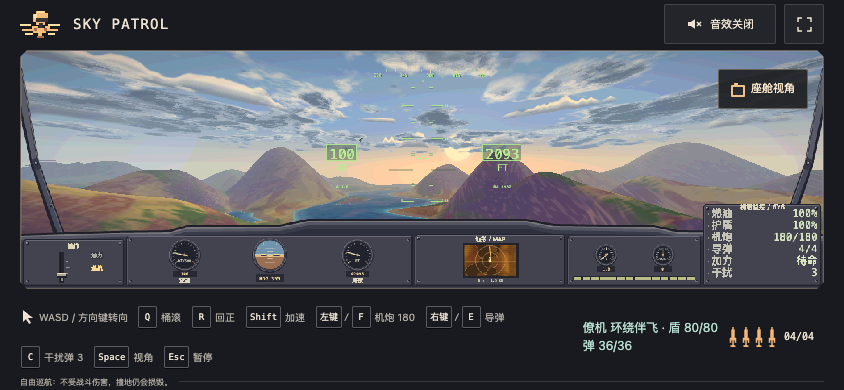 SKY PATROL
音效关闭
座舱视角
100
2093
FT
燃油 100%
护盾 100%
机炮 180/180
导弹 4/4
加力 待命
干扰 3
WASD / 方向键转向 Q 桶滚 R 回正 Shift 加速 左键 / F 机炮 180 右键 / E 导弹
僚机 环绕伴飞 · 盾 80/80
弹 36/36
04/04
C 干扰弹 3 Space 视角 Esc 暂停
自由巡航：不受战斗伤害，撞地仍会损毁。